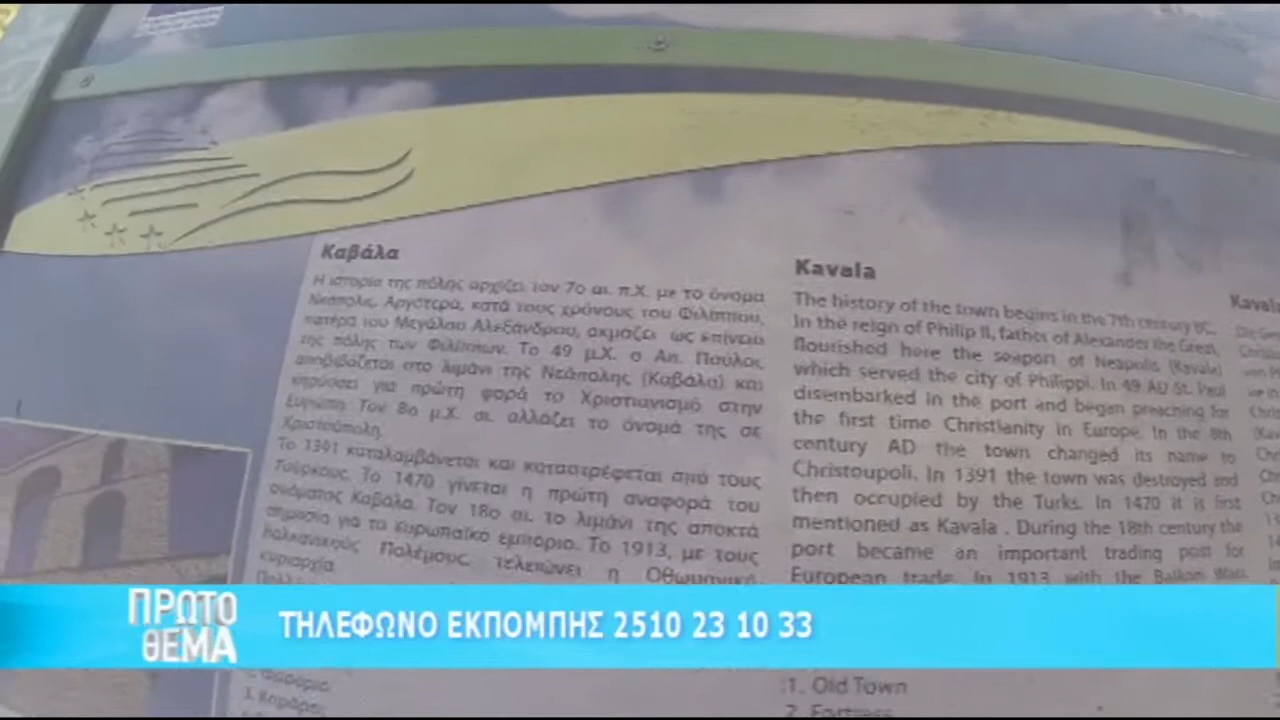 Καβάλα
Η ιστορία της πόλης αρχίζει τον 7ο αι. π.Χ. με το όνομα
Νεάπολις. Αργότερα, κατά τους χρόνους του Φιλίππου,
πατέρα του Μεγάλου Αλεξάνδρου, ακμάζει ως επίνειο
της πόλης των Φιλίππων. Το 49 μ.Χ. ο Απ. Παύλος
αποβιβάζεται στο λιμάνι της Νεάπολης (Καβάλα) και
κηρύσσει για πρώτη φορά το Χριστιανισμό στην
Ευρώπη. Τον 8ο μ.Χ. αι. αλλάζει το όνομά της σε
Χριστούπολη.
Το 1391 καταλαμβάνεται και καταστρέφεται από τους
Τούρκους. Το 1470 γίνεται η πρώτη αναφορά του
ονόματος Καβάλα. Τον 18ο αι. το λιμάνι της αποκτά
σημασία για το ευρωπαϊκό εμπόριο. Το 1913, με τους
Βαλκανικούς Πολέμους, τελειώνει η Οθωμανική
κυριαρχία.
Kavala
The history of the town begins in the 7th century BC.
In the reign of Philip II, father of Alexander the Great,
flourished here the seaport of Neapolis (Kavala)
which served the city of Philippi. In 49 AD St. Paul
disembarked in the port and began preaching for
the first time Christianity in Europe. In the 8th
century AD the town changed its name to
Christoupoli. In 1391 the town was destroyed and
then occupied by the Turks. In 1470 it is first
mentioned as Kavala . During the 18th century the
port became an important trading post for
European trade. In 1913 with the Balkan Wars
Kavala
ΠΡΩΤΟ
ΘΕΜΑ
ΤΗΛΕΦΩΝΟ ΕΚΠΟΜΠΗΣ 2510 23 10 33
1. Old Town
2. Fortress